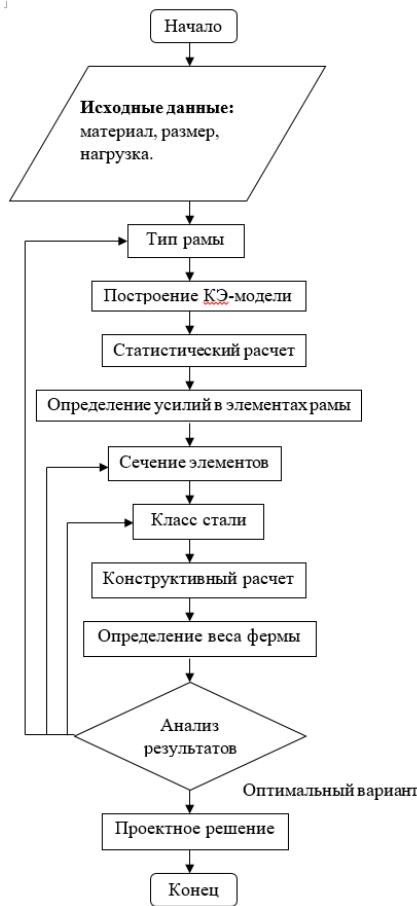 Начало
Исходные данные:
материал, размер,
нагрузка.
Тип рамы
Построение КЭ-модели
Статистический расчет
Определение усилий в элементах рамы
Сечение элементов
Класс стали
Конструктивный расчет
Определение веса фермы
Анализ
результатов
Оптимальный вариант
Проектное решение
Конец